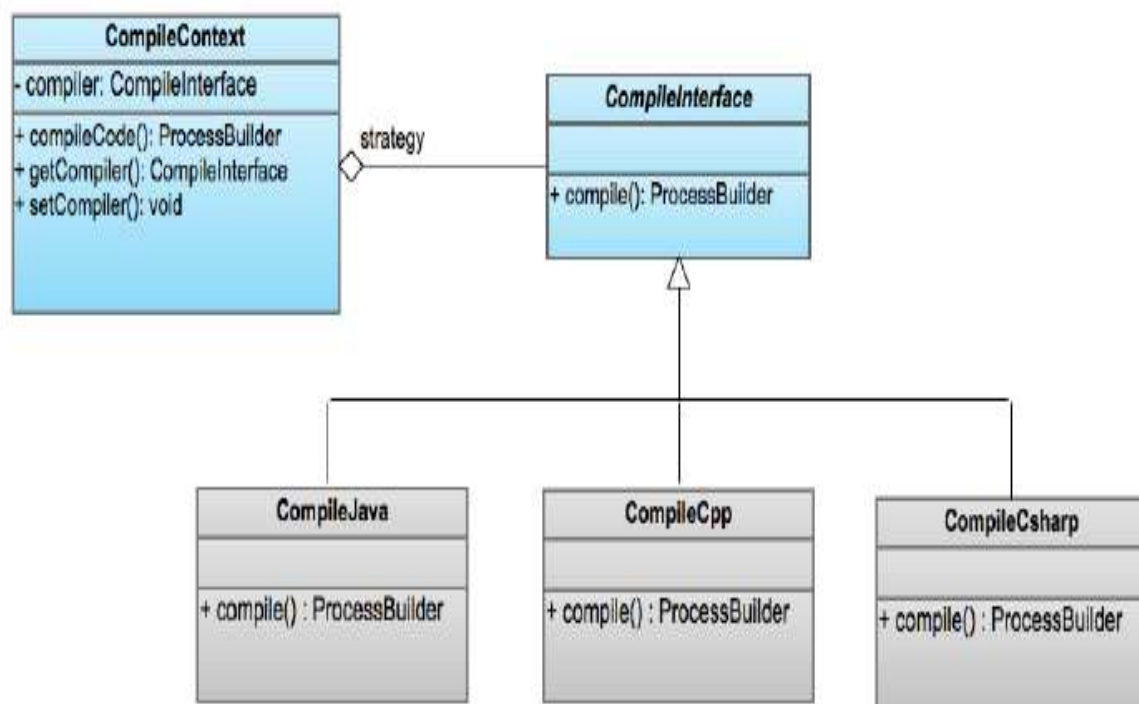 CompileContext
- compiler: CompileInterface
+ compileCode(): ProcessBuilder
+ getCompiler(): CompileInterface
+ setCompiler(): void
strategy
CompileInterface
+ compile(): ProcessBuilder
CompileJava
+ compile() : ProcessBuilder
CompileCpp
+ compile() : ProcessBuilder
CompileCsharp
+ compile() : ProcessBuilder